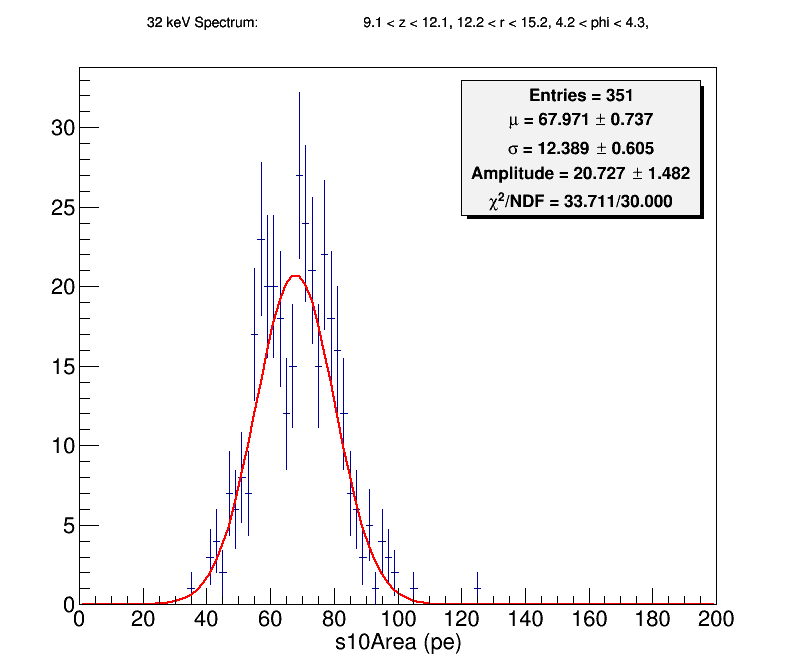 32 keV Spectrum: 9.1 < z < 12.1, 12.2 < r < 15.2, 4.2 < phi < 4.3,
Entries = 351
μ = 67.971 ± 0.737
σ = 12.389 ± 0.605
Amplitude = 20.727 ± 1.482
χ²/NDF = 33.711/30.000
30
25
20
15
10
5
0
0 20 40 60 80 100 120 140 160 180 200
s10Area (pe)